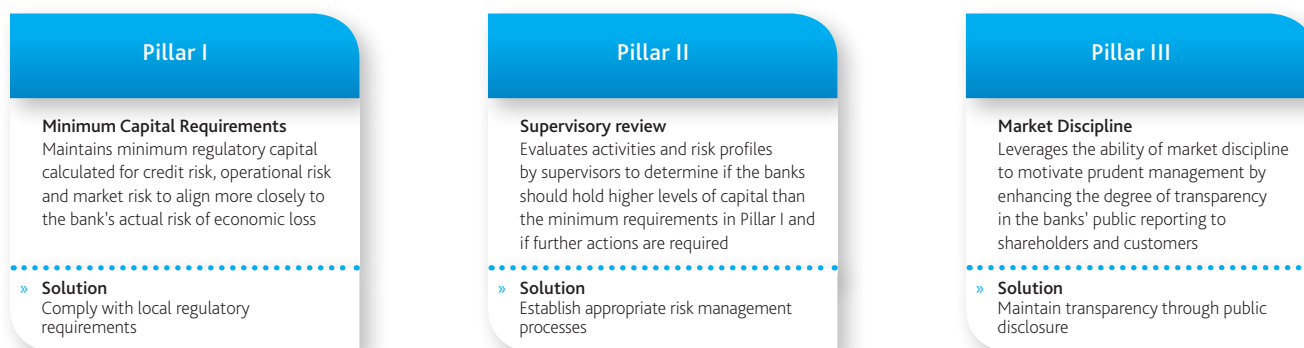 Pillar I
Minimum Capital Requirements
Maintains minimum regulatory capital
calculated for credit risk, operational risk
and market risk to align more closely to
the bank's actual risk of economic loss
» Solution
Comply with local regulatory
requirements
Pillar II
Supervisory review
Evaluates activities and risk profiles
by supervisors to determine if the banks
should hold higher levels of capital than
the minimum requirements in Pillar I and
if further actions are required
» Solution
Establish appropriate risk management
processes
Pillar III
Market Discipline
Leverages the ability of market discipline
to motivate prudent management by
enhancing the degree of transparency
in the banks' public reporting to
shareholders and customers
» Solution
Maintain transparency through public
disclosure